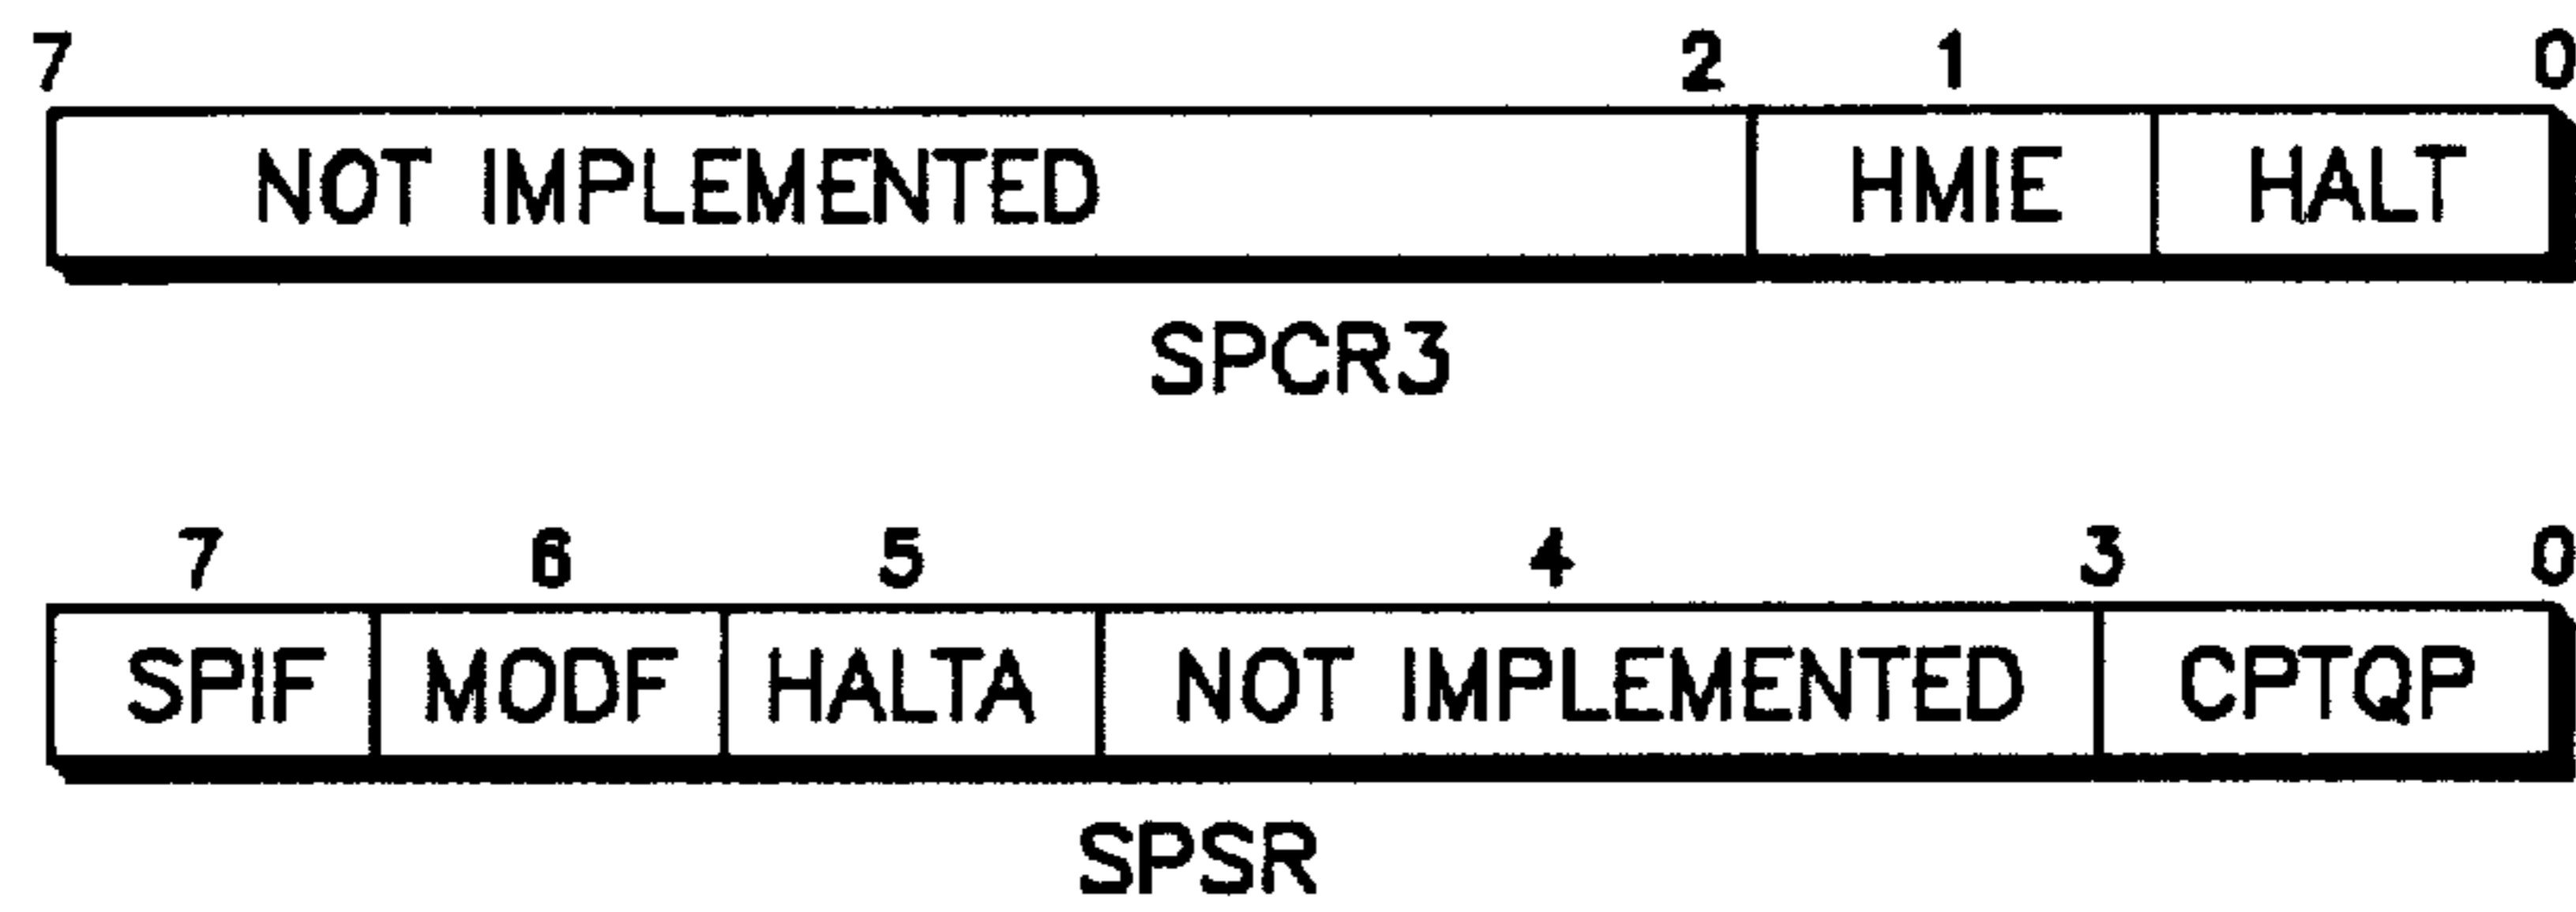 7 2 1 0
NOT IMPLEMENTED HMIE HALT
SPCR3
7 6 5 4 3 0
SPIF MODF HALTA NOT IMPLEMENTED CPTQP
SPSR